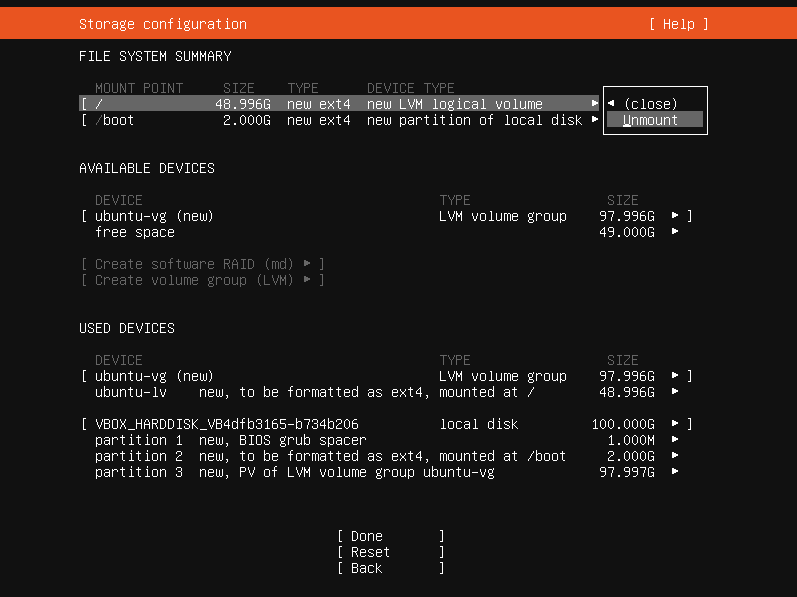 Storage configuration [ Help ]
FILE SYSTEM SUMMARY
MOUNT POINT SIZE TYPE DEVICE TYPE
[ / 48.996G new ext4 new LVM logical volume ▶ ◀ (close)
[ /boot 2.000G new ext4 new partition of local disk ▶ Unmount
AVAILABLE DEVICES
DEVICE TYPE SIZE
[ ubuntu-vg (new) LVM volume group 97.996G ▶ ]
free space 49.000G ▶
[ Create software RAID (md) ▶ ]
[ Create volume group (LVM) ▶ ]
USED DEVICES
DEVICE TYPE SIZE
[ ubuntu-vg (new) LVM volume group 97.996G ▶ ]
ubuntu-lv new, to be formatted as ext4, mounted at / 48.996G ▶
[ VBOX_HARDDISK_VB4dfb3165-b734b206 local disk 100.000G ▶ ]
partition 1 new, BIOS grub spacer 1.000M ▶
partition 2 new, to be formatted as ext4, mounted at /boot 2.000G ▶
partition 3 new, PV of LVM volume group ubuntu-vg 97.997G ▶
[ Done ]
[ Reset ]
[ Back ]